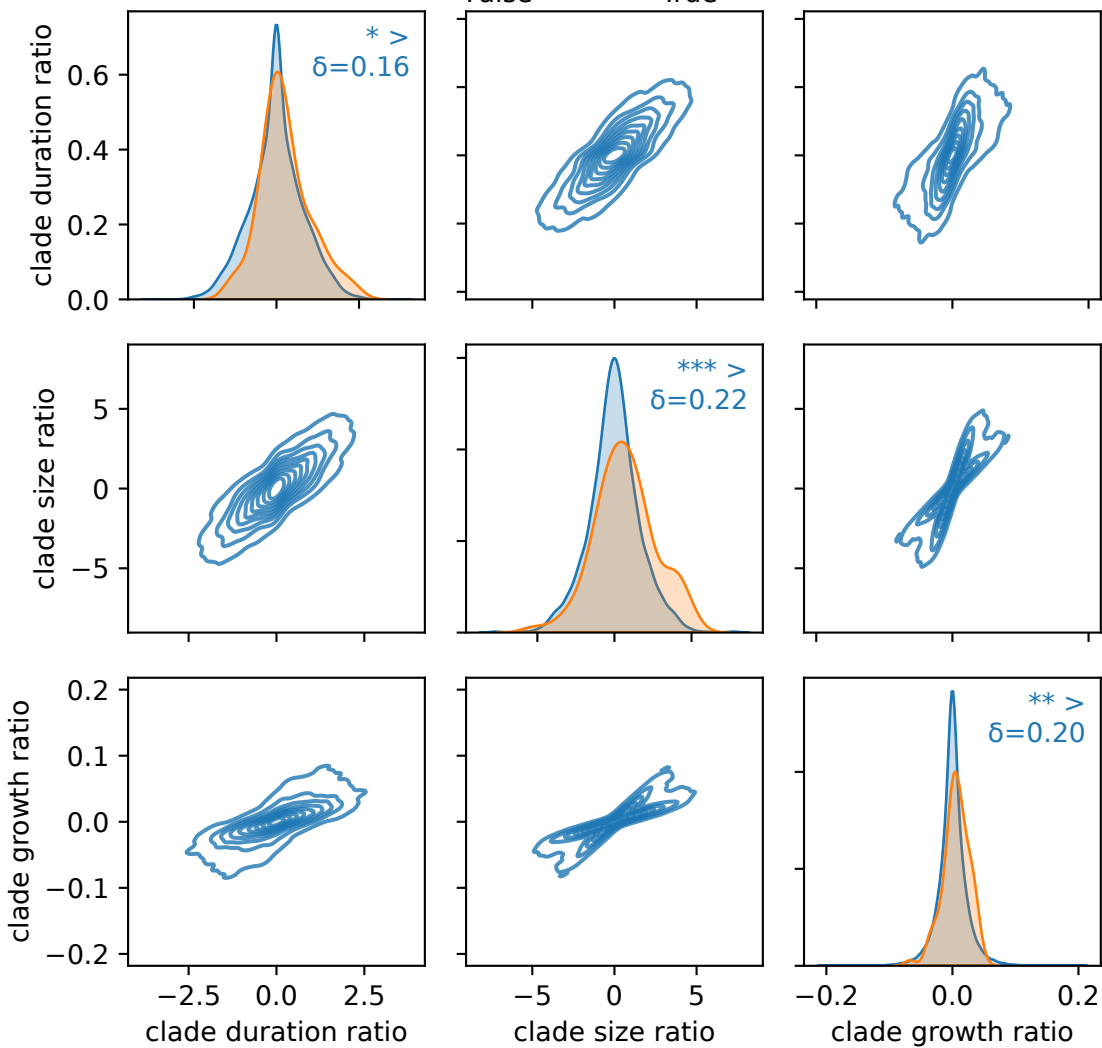 * >
δ=0.16
clade duration ratio
0.6
0.4
0.2
0.0
*** >
δ=0.22
clade size ratio
5
0
−5
** >
δ=0.20
clade growth ratio
0.2
0.1
0.0
−0.1
−0.2
−2.5 0.0 2.5 −5 0 5 −0.2 0.0 0.2
clade duration ratio clade size ratio clade growth ratio